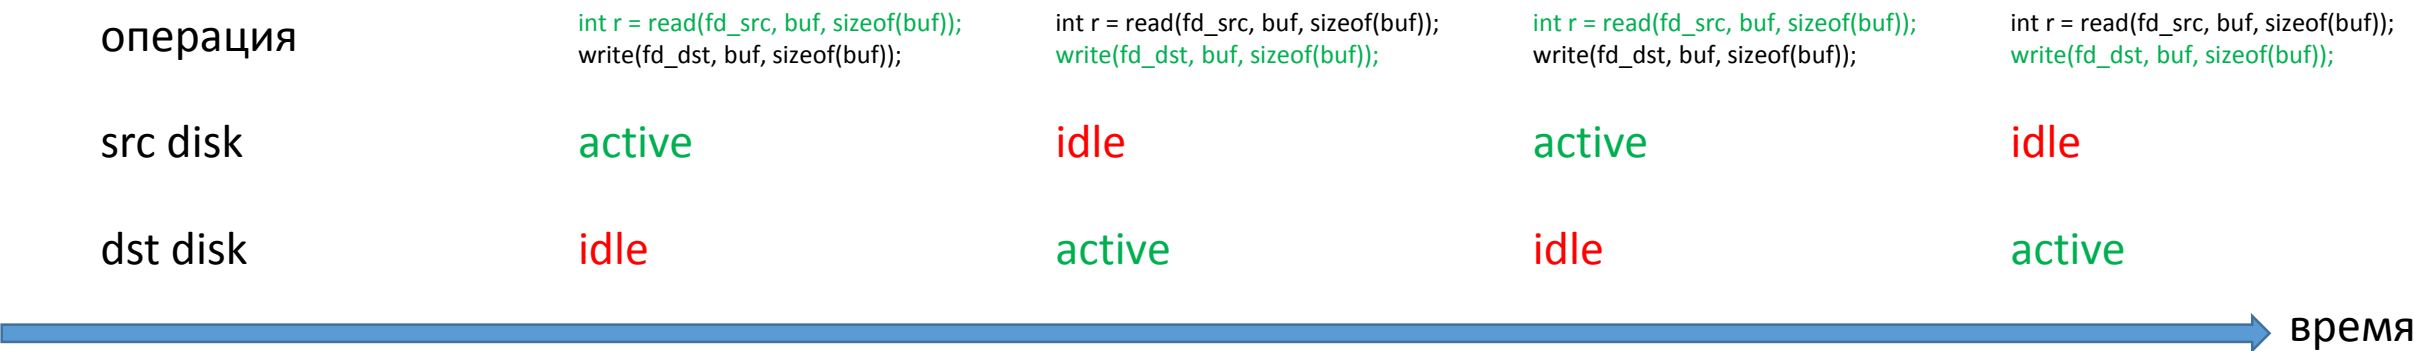 операция
int r = read(fd_src, buf, sizeof(buf));
write(fd_dst, buf, sizeof(buf));
int r = read(fd_src, buf, sizeof(buf));
write(fd_dst, buf, sizeof(buf));
int r = read(fd_src, buf, sizeof(buf));
write(fd_dst, buf, sizeof(buf));
int r = read(fd_src, buf, sizeof(buf));
write(fd_dst, buf, sizeof(buf));
src disk
active
idle
active
idle
dst disk
idle
active
idle
active
время